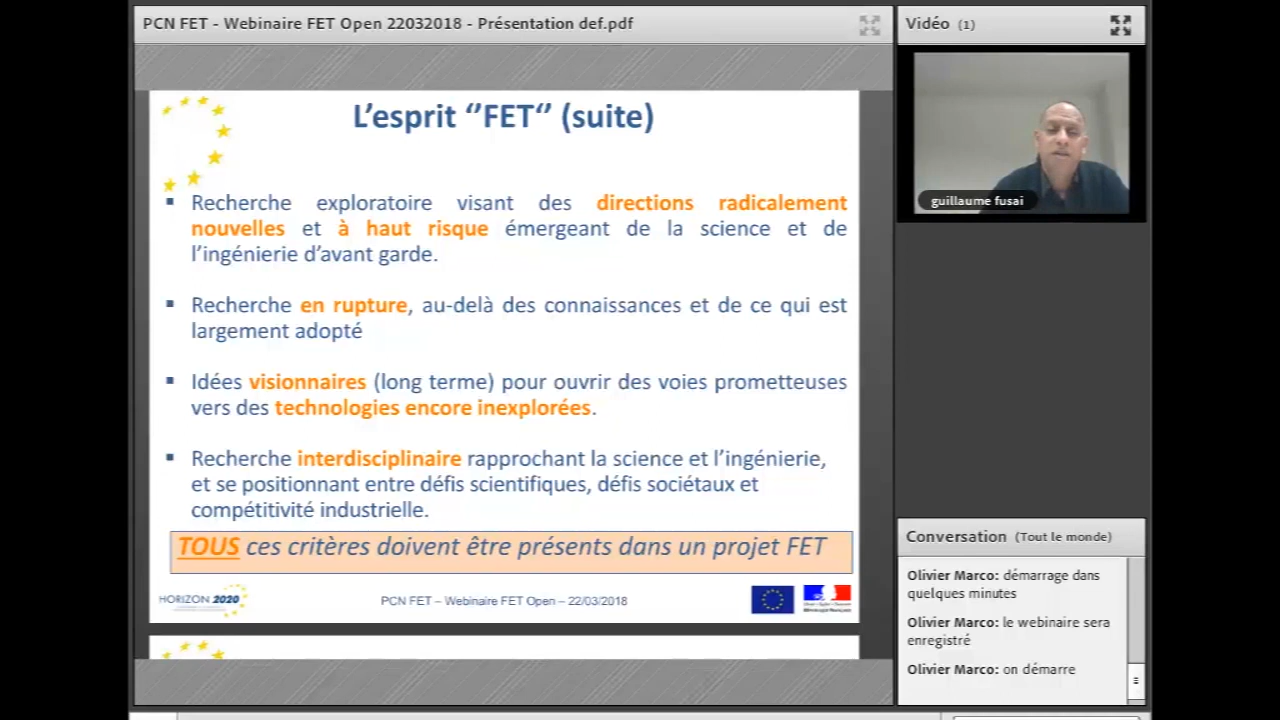 PCN FET - Webinaire FET Open 22032018 - Présentation def.pdf
Vidéo (1)
L’esprit ‘’FET‘’ (suite)
guillaume fusai
▪ Recherche exploratoire visant des directions radicalement
nouvelles et à haut risque émergeant de la science et de
l’ingénierie d’avant garde.
▪ Recherche en rupture, au-delà des connaissances et de ce qui est
largement adopté
▪ Idées visionnaires (long terme) pour ouvrir des voies prometteuses
vers des technologies encore inexplorées.
▪ Recherche interdisciplinaire rapprochant la science et l’ingénierie,
et se positionnant entre défis scientifiques, défis sociétaux et
compétitivité industrielle.
TOUS ces critères doivent être présents dans un projet FET
HORIZON 2020
PCN FET – Webinaire FET Open – 22/03/2018
Conversation (Tout le monde)
Olivier Marco: démarrage dans
quelques minutes
Olivier Marco: le webinaire sera
enregistré
Olivier Marco: on démarre